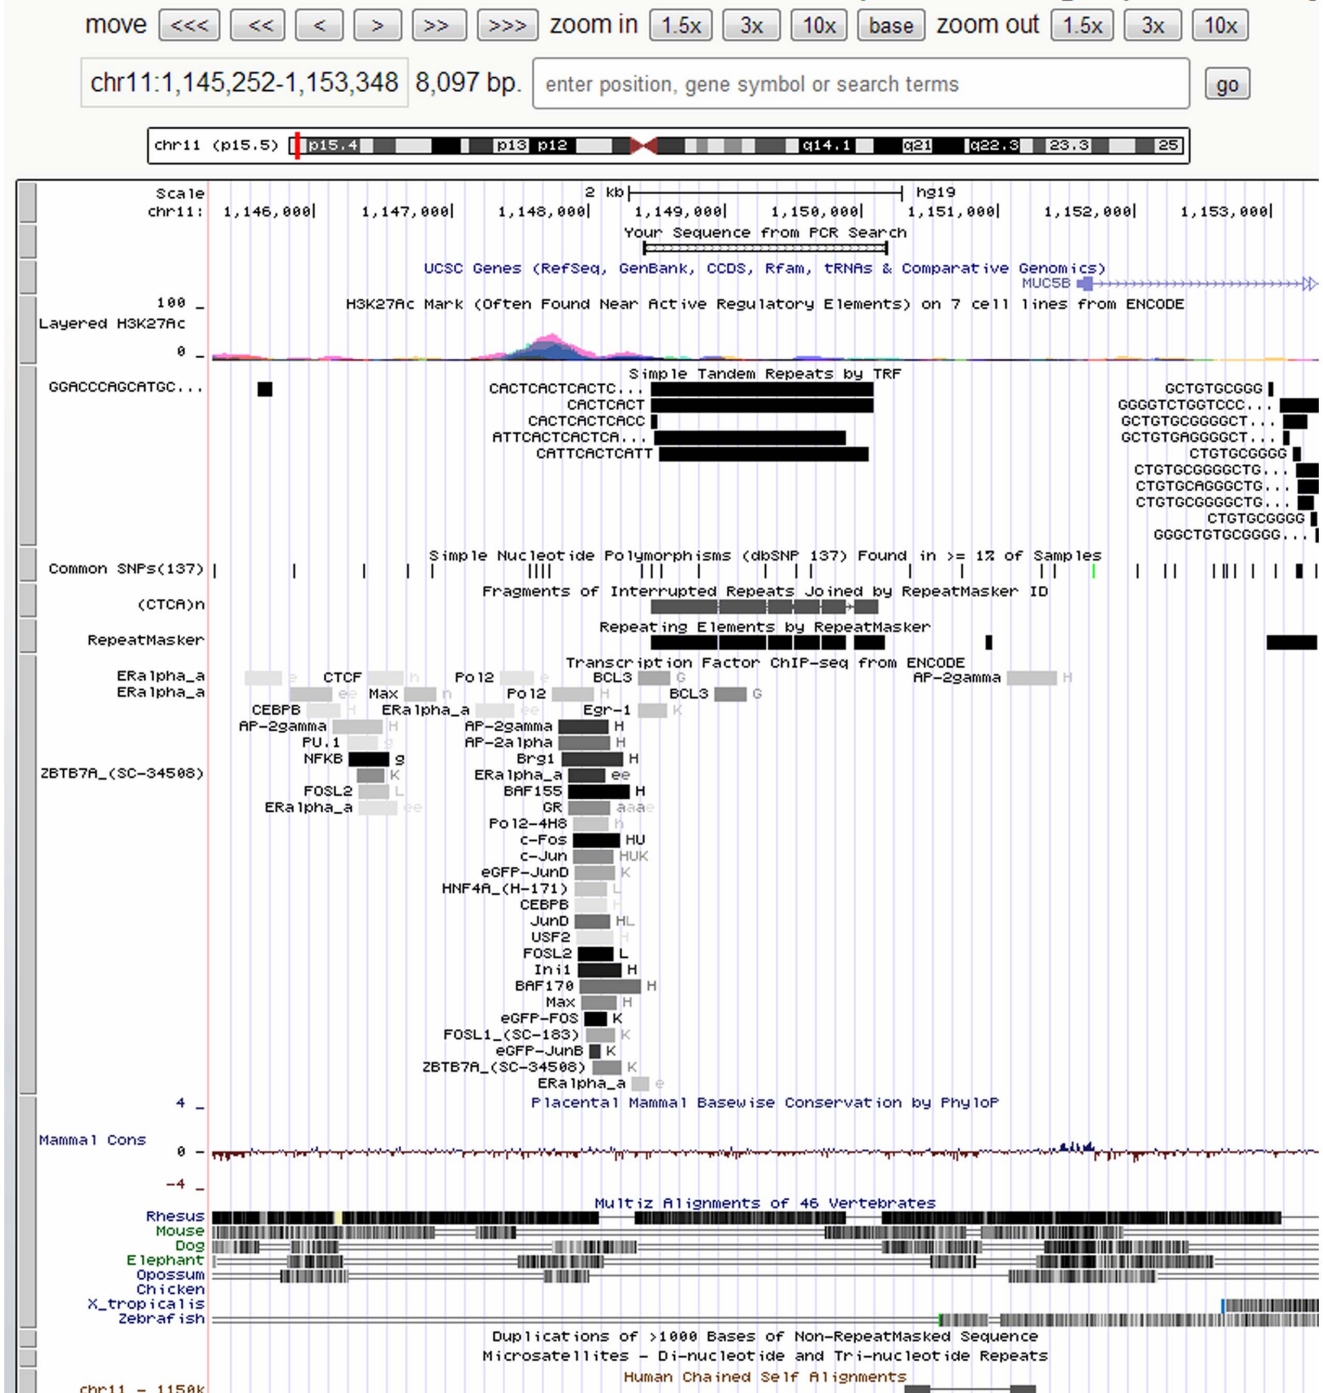 move <<< << < > >> >>> zoom in 1.5x 3x 10x base zoom out 1.5x 3x 10x
chr11:1,145,252-1,153,348 8,097 bp. enter position, gene symbol or search terms go
chr11 (p15.5) p15.4 p13 p12 q14.1 q21 q22.3 23.3 25
Scale 2 kb hg19
chr11: 1,146,000| 1,147,000| 1,148,000| 1,149,000| 1,150,000| 1,151,000| 1,152,000| 1,153,000|
Your Sequence from PCR Search
UCSC Genes (RefSeq, GenBank, CCDS, Rfam, tRNAs & Comparative Genomics)
MUC5B
100 _ H3K27Ac Mark (Often Found Near Active Regulatory Elements) on 7 cell lines from ENCODE
Layered H3K27Ac
0 _
Simple Tandem Repeats by TRF
GGACCCAGCATGC... CACTCACTCACTC... GCTGTGCGGG
CACTCACT GGGGTCTGGTCCC...
CACTCACTCACC GCTGTGCGGGGCT...
ATTCACTCACTCA... GCTGTGAGGGGCT...
CATTCACTCATT CTGTGCGGGG
CTGTGCGGGGCTG...
CTGTGCAGGGCTG...
CTGTGCGGGGCTG...
CTGTGCGGGG
GGGCTGTGCGGGG...
Simple Nucleotide Polymorphisms (dbSNP 137) Found in >= 1% of Samples
Common SNPs(137)
Fragments of Interrupted Repeats Joined by RepeatMasker ID
(CTCA)n
Repeating Elements by RepeatMasker
RepeatMasker
Transcription Factor ChIP-seq from ENCODE
ERalpha_a e CTCF h Pol2 e BCL3 G AP-2gamma H
ERalpha_a ee Max n Pol2 H BCL3 G
CEBPB H ERalpha_a ee Egr-1 K
AP-2gamma H AP-2gamma H
PU.1 g AP-2alpha H
NFKB g Brg1 H
ZBTB7A_(SC-34508) K ERalpha_a ee
FOSL2 L BAF155 H
ERalpha_a ee GR aaae
Pol2-4H8 h
c-Fos HU
c-Jun HUK
eGFP-JunD K
HNF4A_(H-171) L
CEBPB H
JunD HL
USF2 H
FOSL2 L
Ini1 H
BAF170 H
Max H
eGFP-FOS K
FOSL1_(SC-183) K
eGFP-JunB K
ZBTB7A_(SC-34508) K
ERalpha_a e
4 _ Placental Mammal Basewise Conservation by PhyloP
Mammal Cons
0 _
-4 _
Multiz Alignments of 46 Vertebrates
Rhesus
Mouse
Dog
Elephant
Opossum
Chicken
X_tropicalis
Zebrafish
Duplications of >1000 Bases of Non-RepeatMasked Sequence
Microsatellites - Di-nucleotide and Tri-nucleotide Repeats
Human Chained Self Alignments
chr11 - 1150k